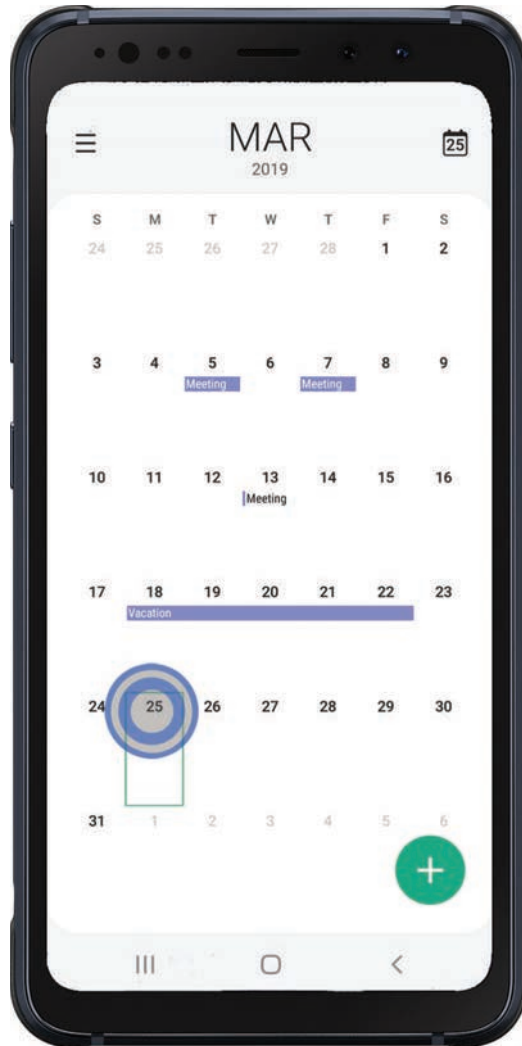 MAR
25
2019
S M T W T F S
24 25 26 27 28 1 2
3 4 5 6 7 8 9
Meeting Meeting
10 11 12 13 14 15 16
Meeting
17 18 19 20 21 22 23
Vacation
24 25 26 27 28 29 30
31 1 2 3 4 5 6